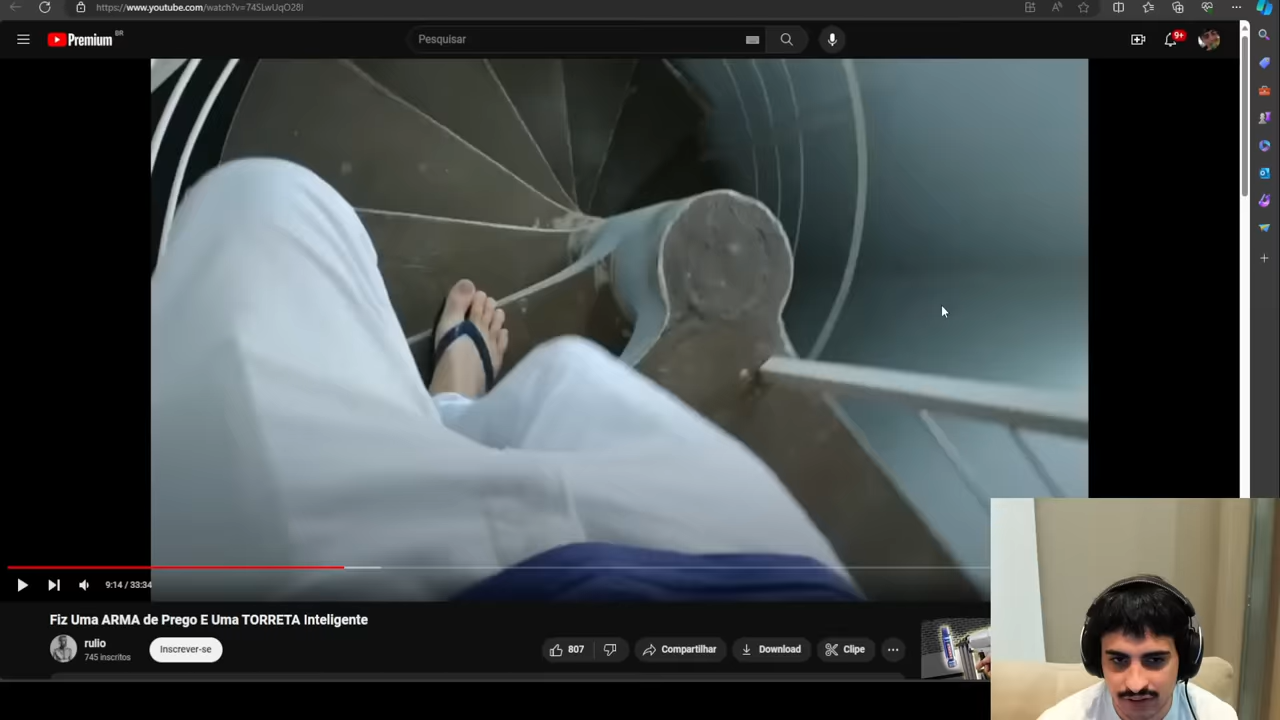 https://www.youtube.com/watch?v=745LwUqO28I
Premium BR
Pesquisar
9+
9:14 / 33:34
Fiz Uma ARMA de Prego E Uma TORRETA Inteligente
rulio
745 inscritos
Inscrever-se
807
Compartilhar
Download
Clipe